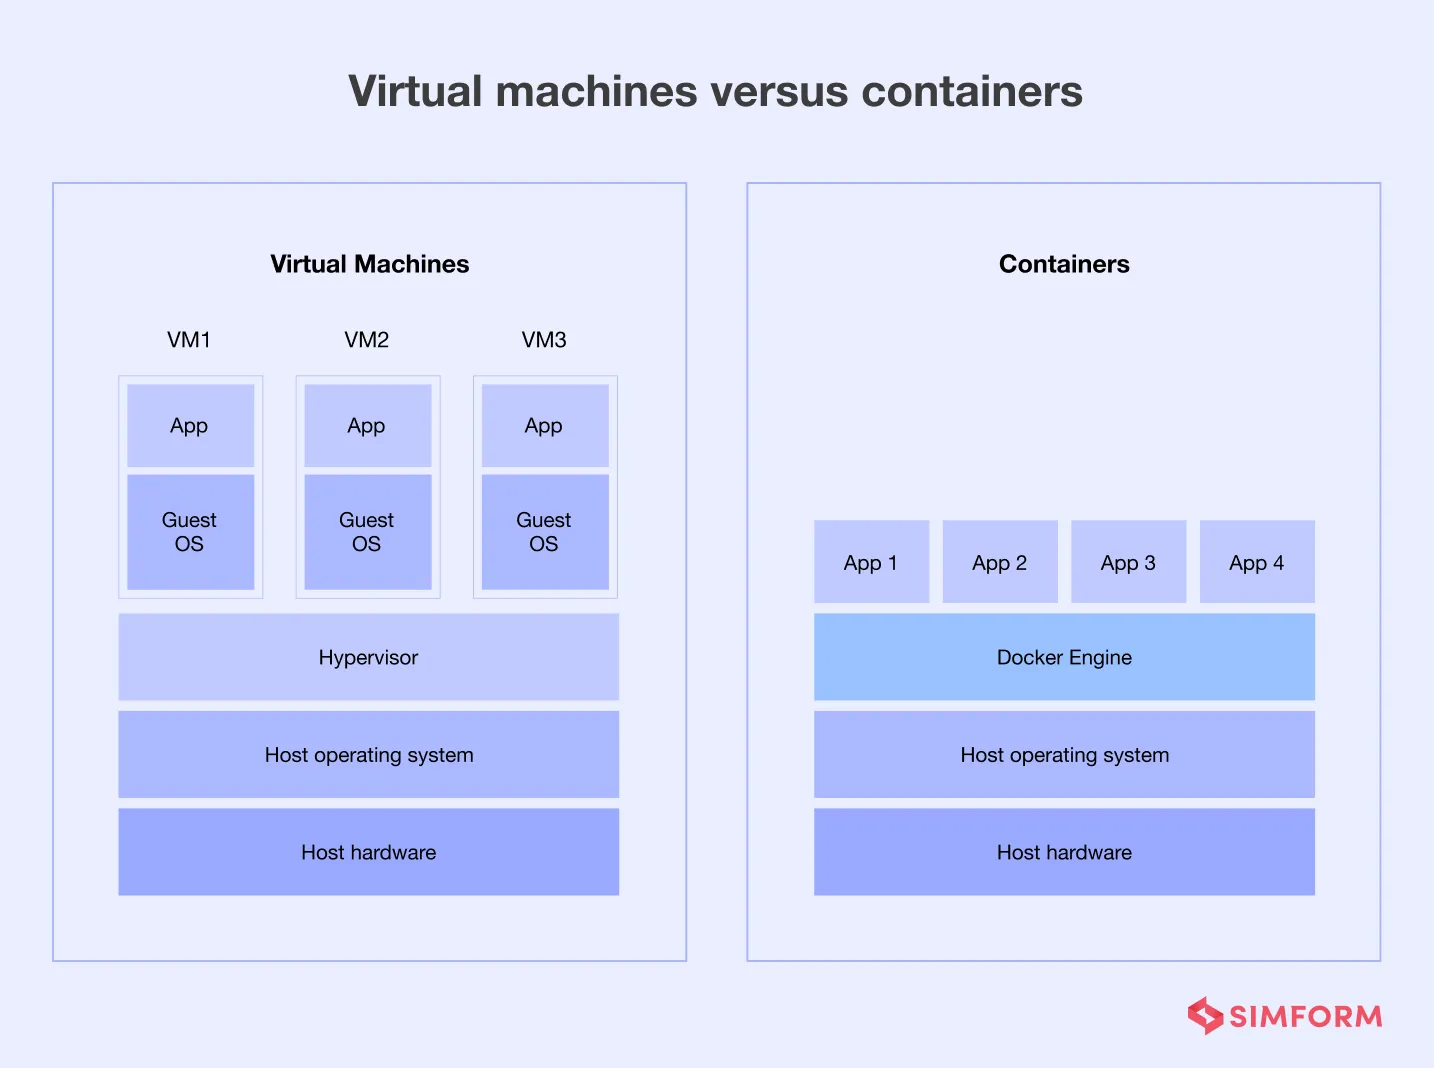 Virtual machines versus containers
Virtual Machines
VM1
VM2
VM3
App
App
App
Guest
OS
Guest
OS
Guest
OS
Hypervisor
Host operating system
Host hardware
Containers
App 1
App 2
App 3
App 4
Docker Engine
Host operating system
Host hardware
SIMFORM